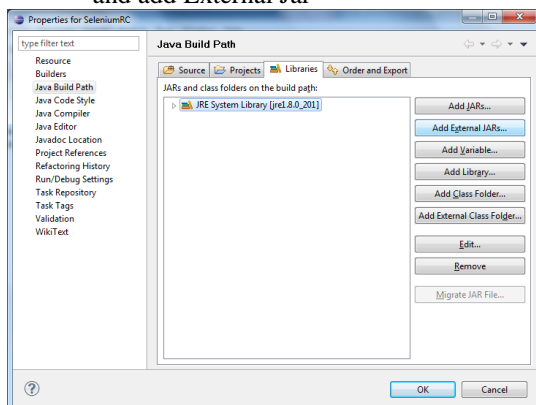 and add External Jar
Properties for SeleniumRC
type filter text
Resource
Builders
Java Build Path
Java Code Style
Java Compiler
Java Editor
Javadoc Location
Project References
Refactoring History
Run/Debug Settings
Task Repository
Task Tags
Validation
WikiText
Java Build Path
Source Projects Libraries Order and Export
JARs and class folders on the build path:
JRE System Library [jre1.8.0_201]
Add JARs...
Add External JARs...
Add Variable...
Add Library...
Add Class Folder...
Add External Class Folder...
Edit...
Remove
Migrate JAR File...
OK Cancel